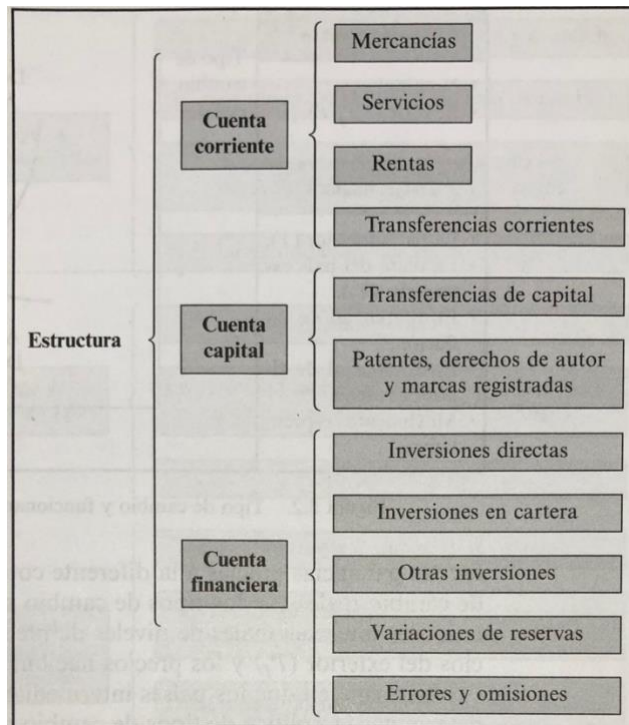 Mercancías
Servicios
Cuenta
corriente
Rentas
Transferencias corrientes
Transferencias de capital
Estructura
Cuenta
capital
Patentes, derechos de autor
y marcas registradas
Inversiones directas
Inversiones en cartera
Cuenta
financiera
Otras inversiones
Variaciones de reservas
Errores y omisiones